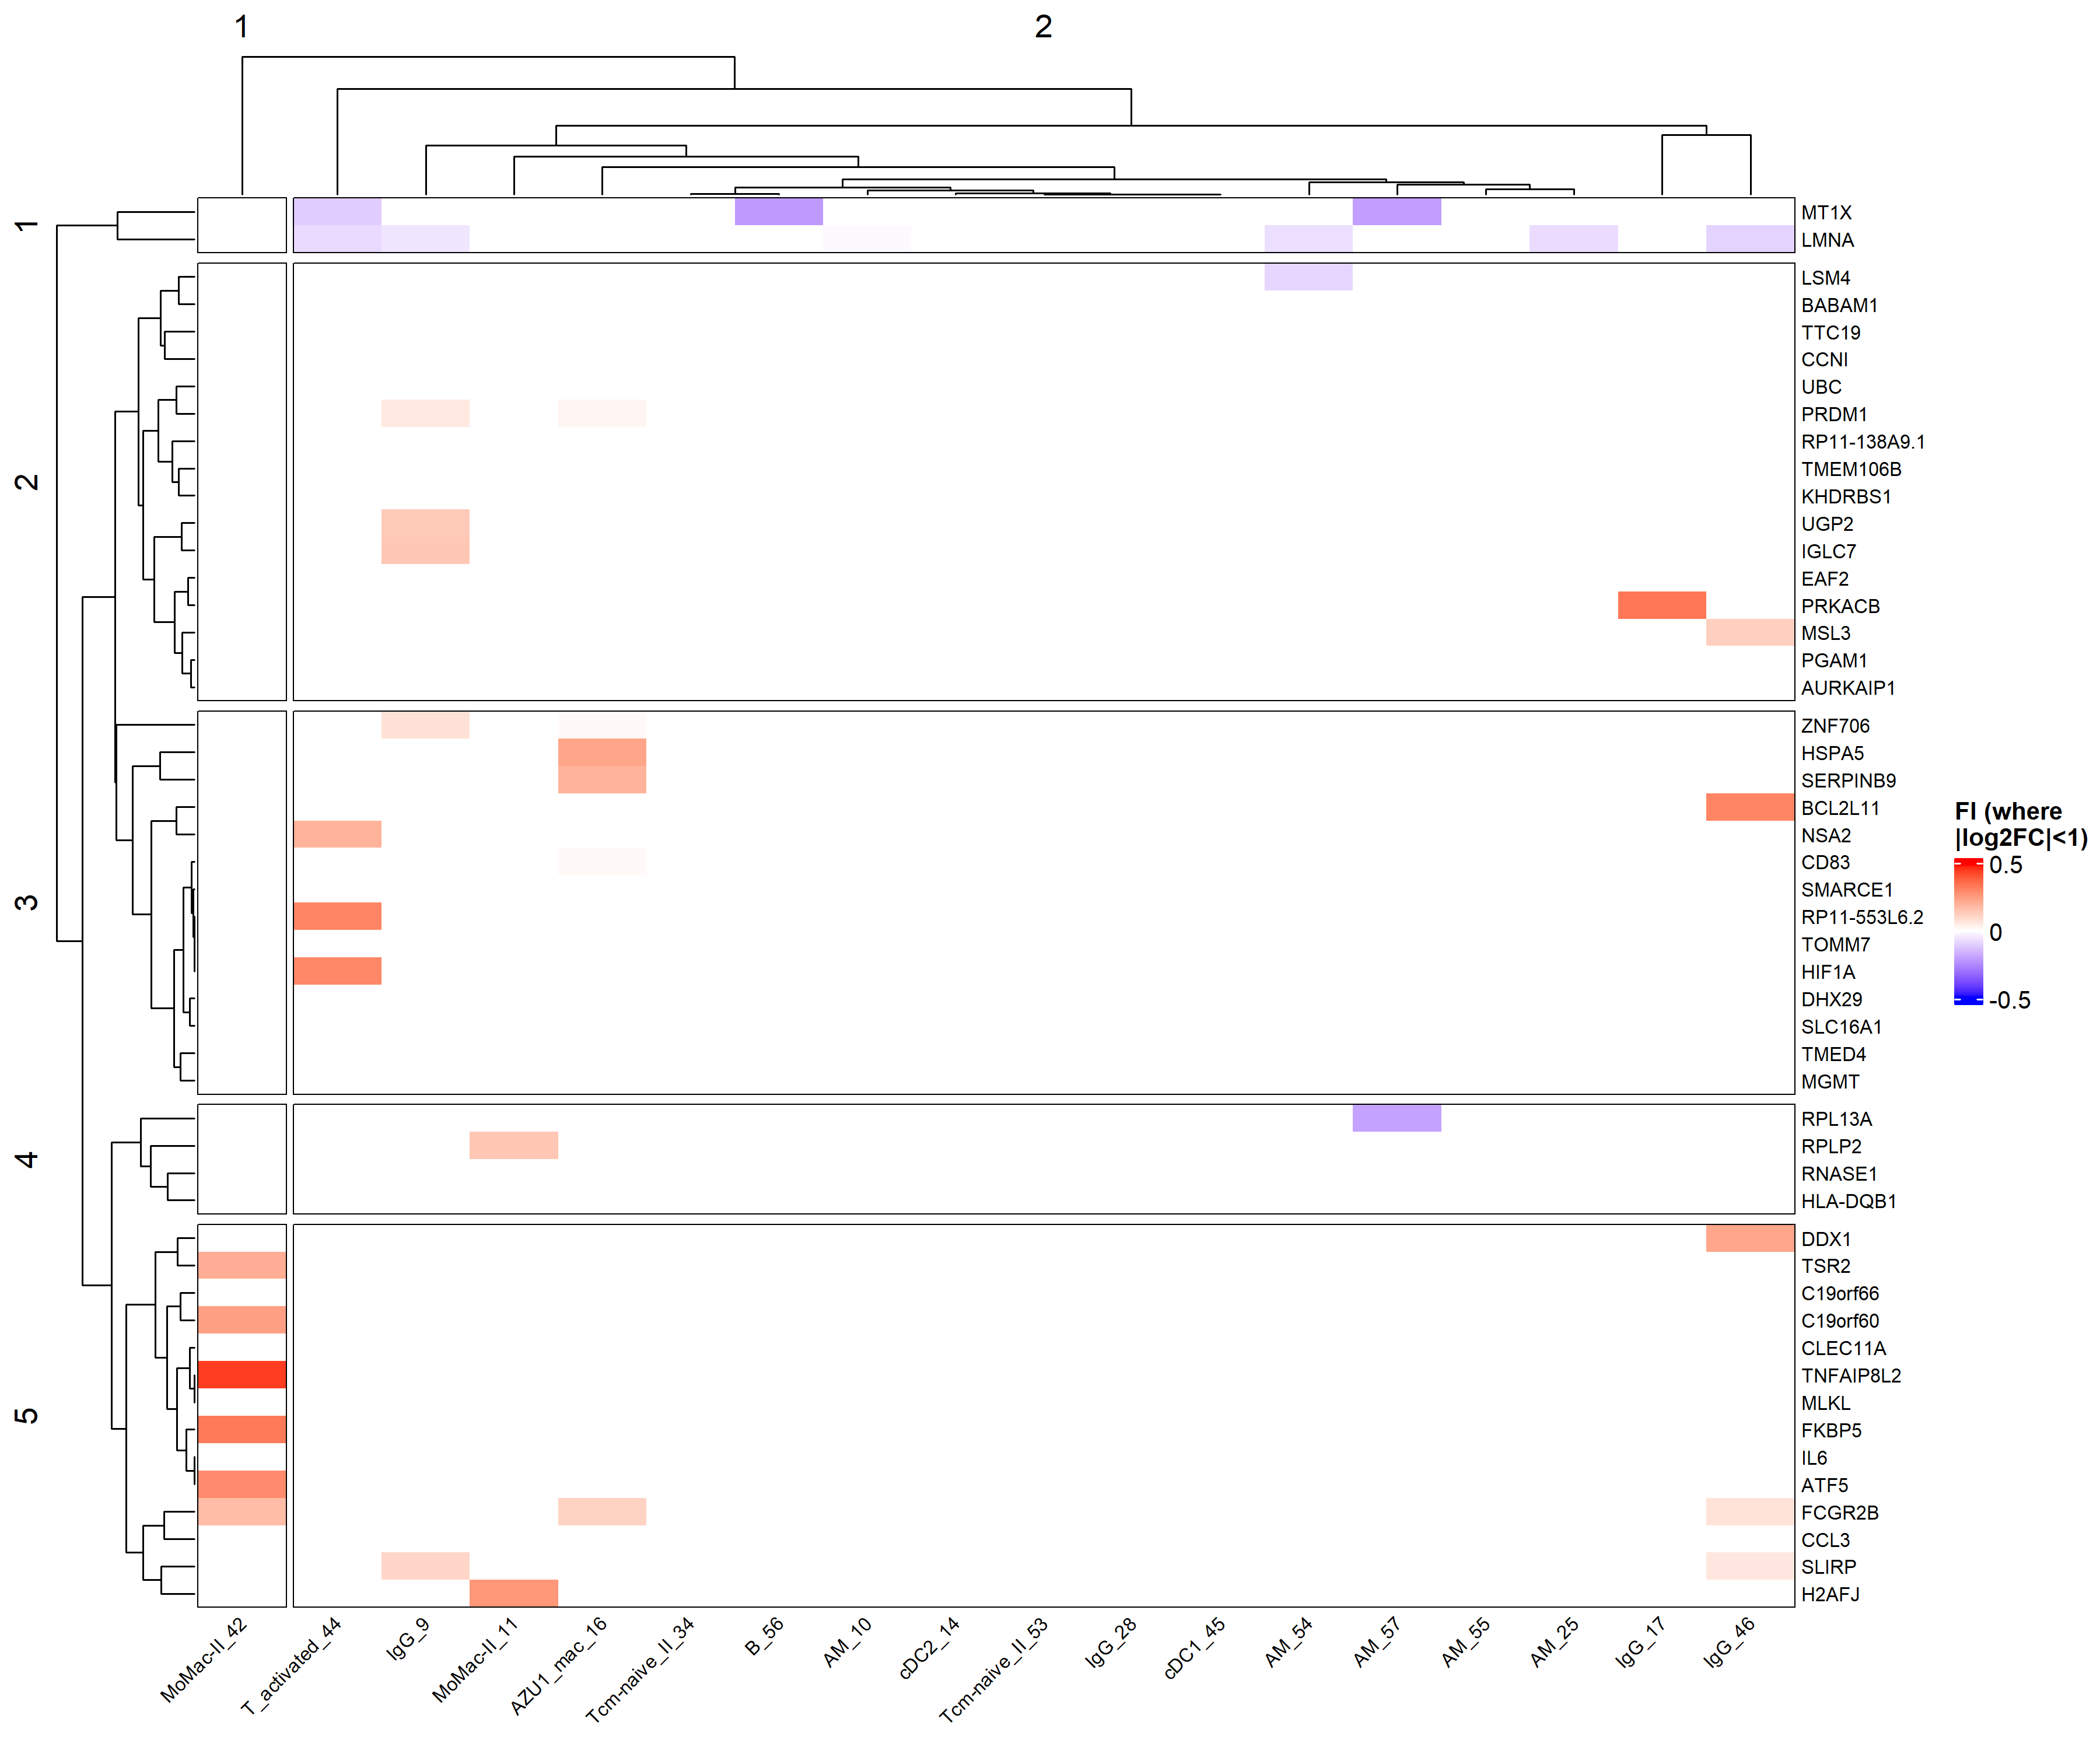 1
2
1
MT1X
LMNA
2
LSM4
BABAM1
TTC19
CCNI
UBC
PRDM1
RP11-138A9.1
TMEM106B
KHDRBS1
UGP2
IGLC7
EAF2
PRKACB
MSL3
PGAM1
AURKAIP1
3
ZNF706
HSPA5
SERPINB9
BCL2L11
NSA2
CD83
SMARCE1
RP11-553L6.2
TOMM7
HIF1A
DHX29
SLC16A1
TMED4
MGMT
4
RPL13A
RPLP2
RNASE1
HLA-DQB1
5
DDX1
TSR2
C19orf66
C19orf60
CLEC11A
TNFAIP8L2
MLKL
FKBP5
IL6
ATF5
FCGR2B
CCL3
SLIRP
H2AFJ
MoMac-II_42
T_activated_44
IgG_9
MoMac-II_11
AZU1_mac_16
Tcm-naive_II_34
B_56
AM_10
cDC2_14
Tcm-naive_II_53
IgG_28
cDC1_45
AM_54
AM_57
AM_55
AM_25
IgG_17
IgG_46
FI (where
|log2FC|<1)
0.5
0
-0.5